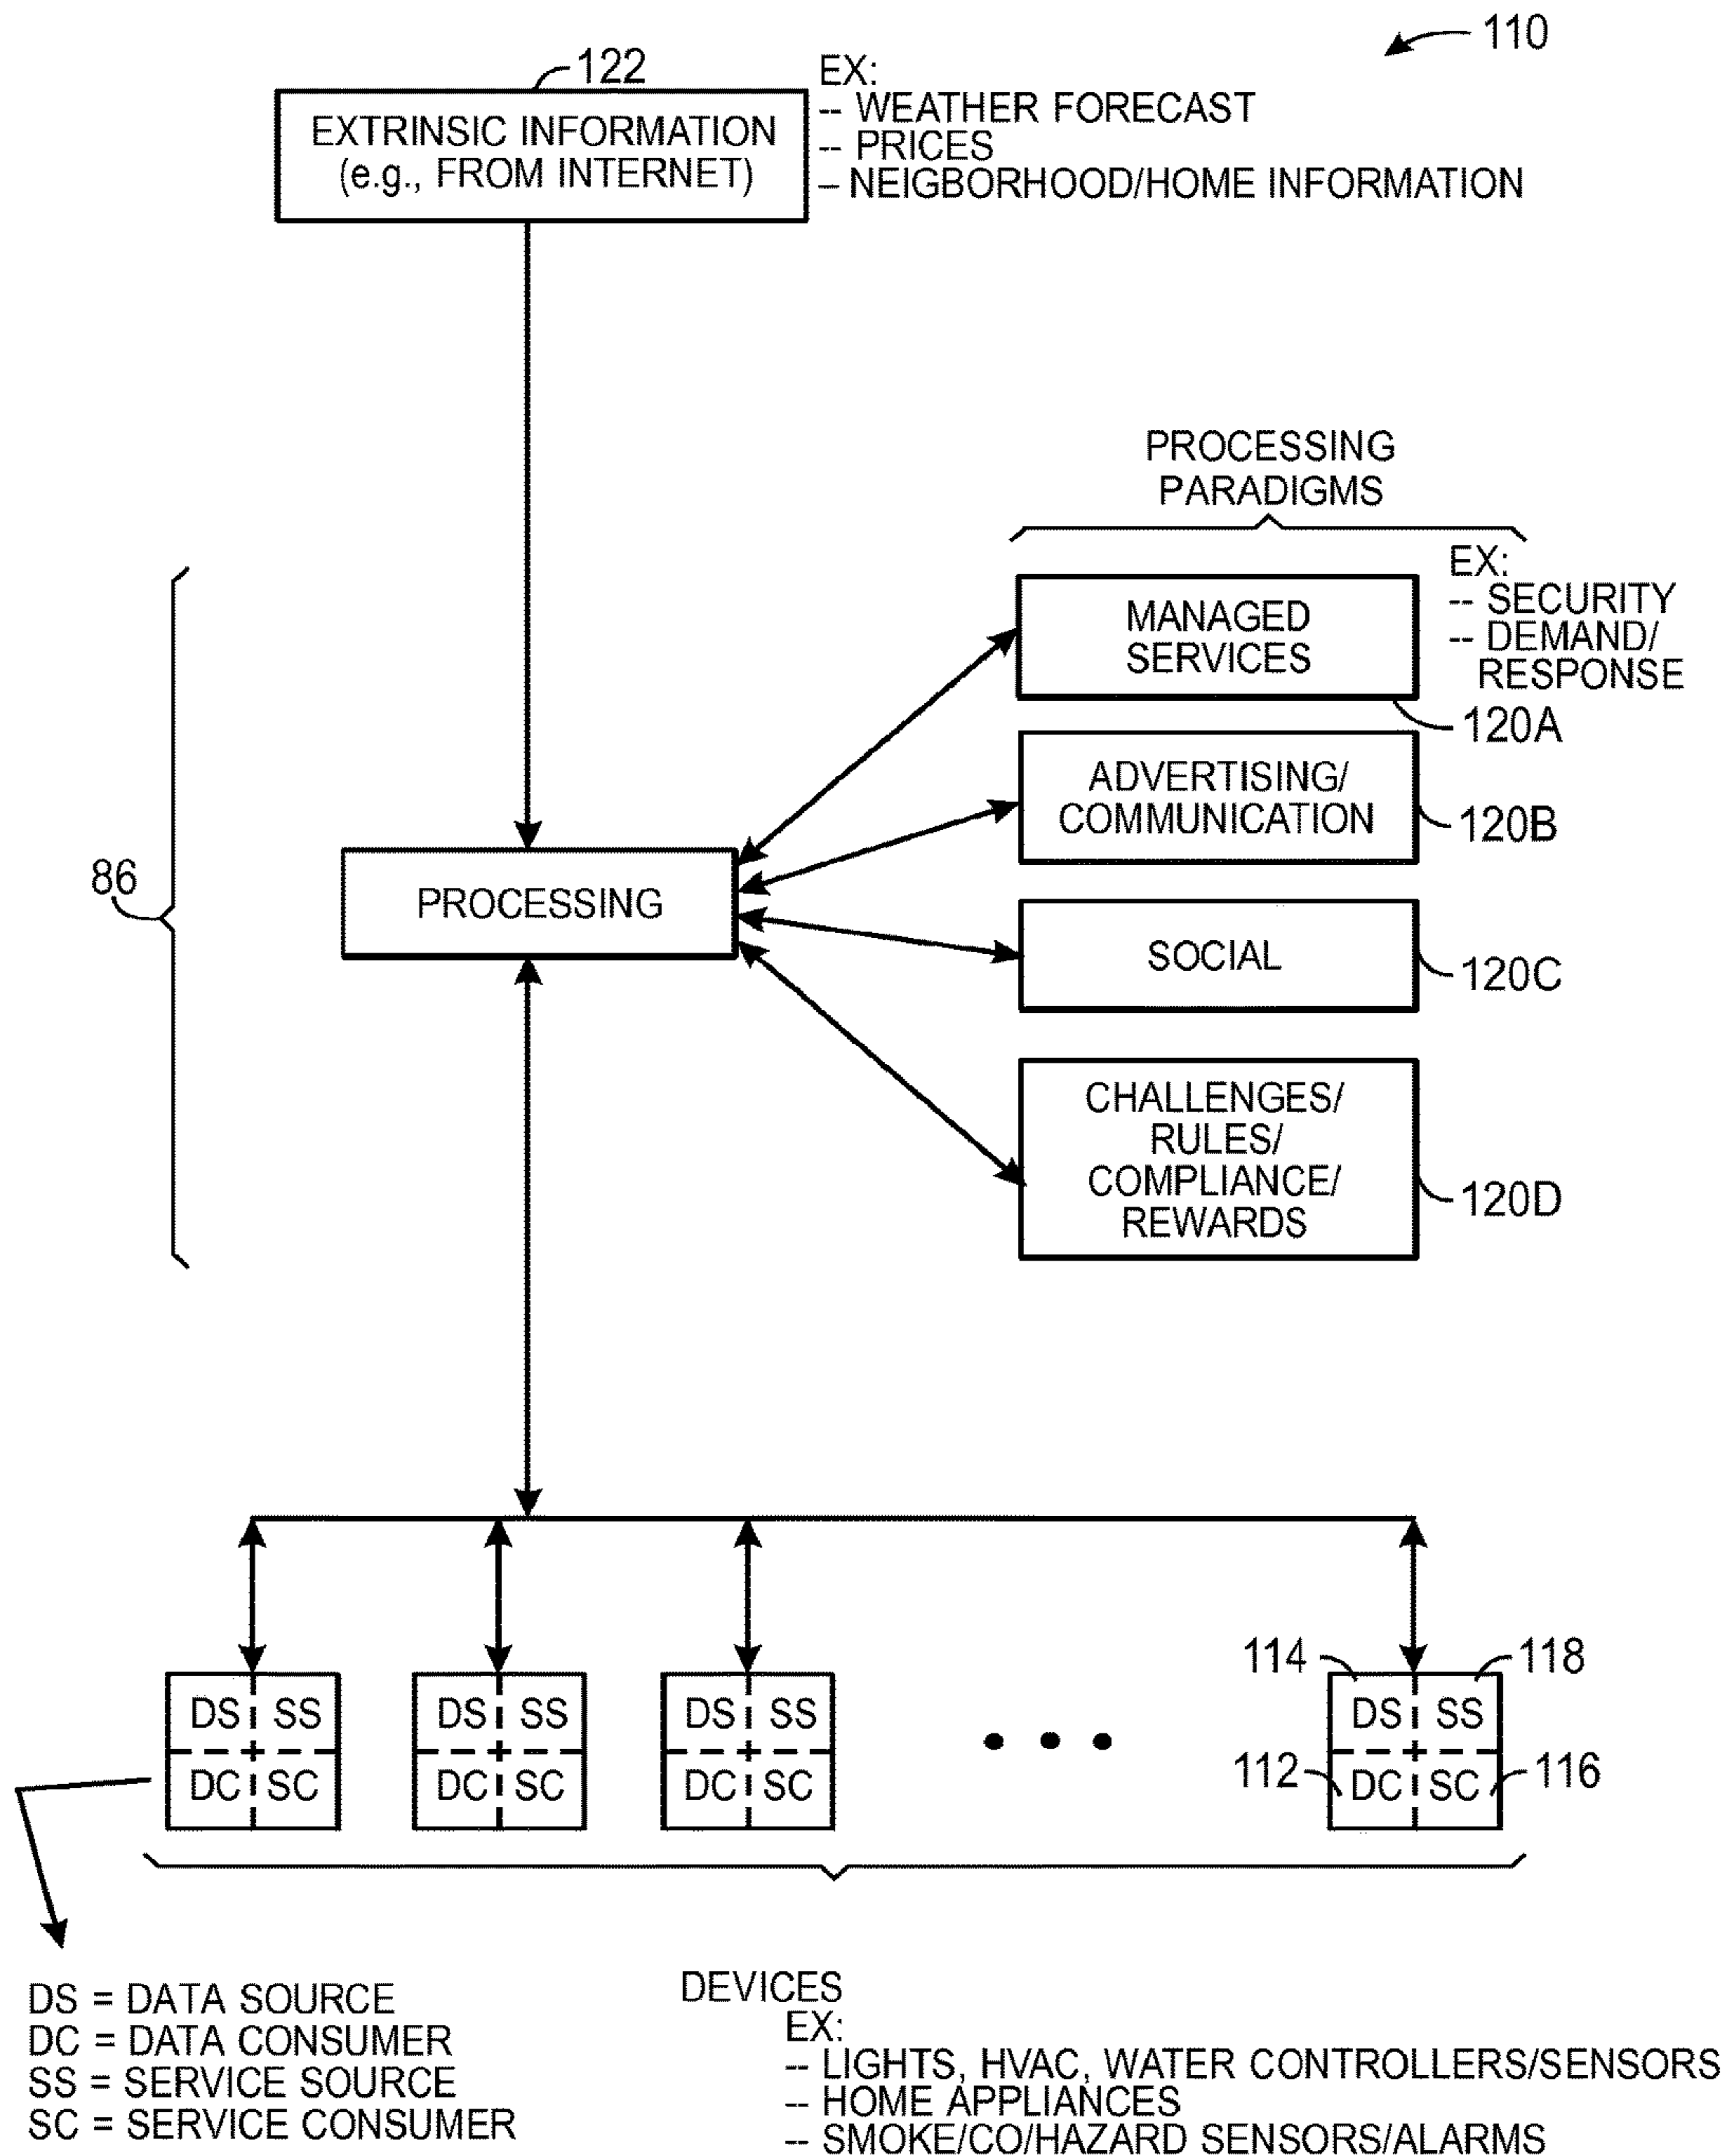 110
122
EXTRINSIC INFORMATION
(e.g., FROM INTERNET)
EX:
-- WEATHER FORECAST
-- PRICES
– NEIGBORHOOD/HOME INFORMATION
PROCESSING
PARADIGMS
MANAGED
SERVICES
EX:
-- SECURITY
-- DEMAND/
RESPONSE
120A
ADVERTISING/
COMMUNICATION
120B
86
PROCESSING
SOCIAL
120C
CHALLENGES/
RULES/
COMPLIANCE/
REWARDS
120D
114
118
DS SS
DC SC
DS SS
DC SC
DS SS
DC SC
• • •
DS SS
DC SC
112
116
DS = DATA SOURCE
DC = DATA CONSUMER
SS = SERVICE SOURCE
SC = SERVICE CONSUMER
DEVICES
EX:
-- LIGHTS, HVAC, WATER CONTROLLERS/SENSORS
-- HOME APPLIANCES
-- SMOKE/CO/HAZARD SENSORS/ALARMS